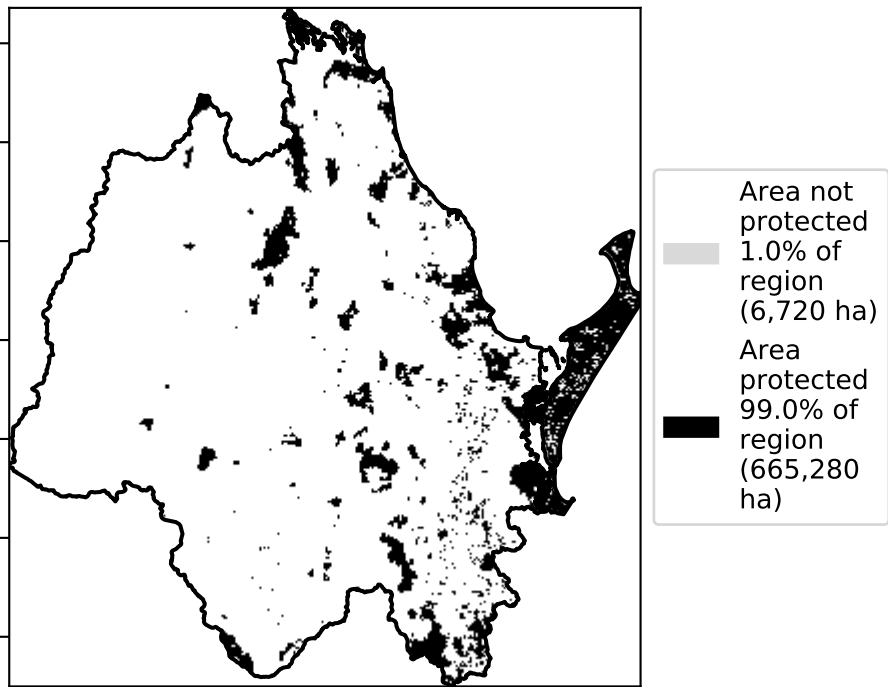 Area not
protected
1.0% of
region
(6,720 ha)
Area
protected
99.0% of
region
(665,280
ha)